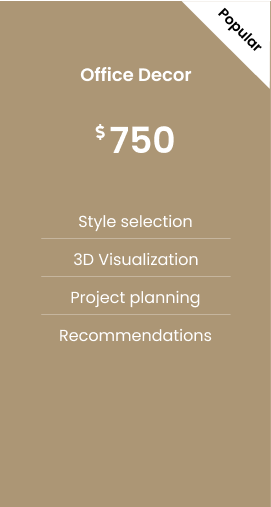 Popular
Office Decor
$750
Style selection
3D Visualization
Project planning
Recommendations